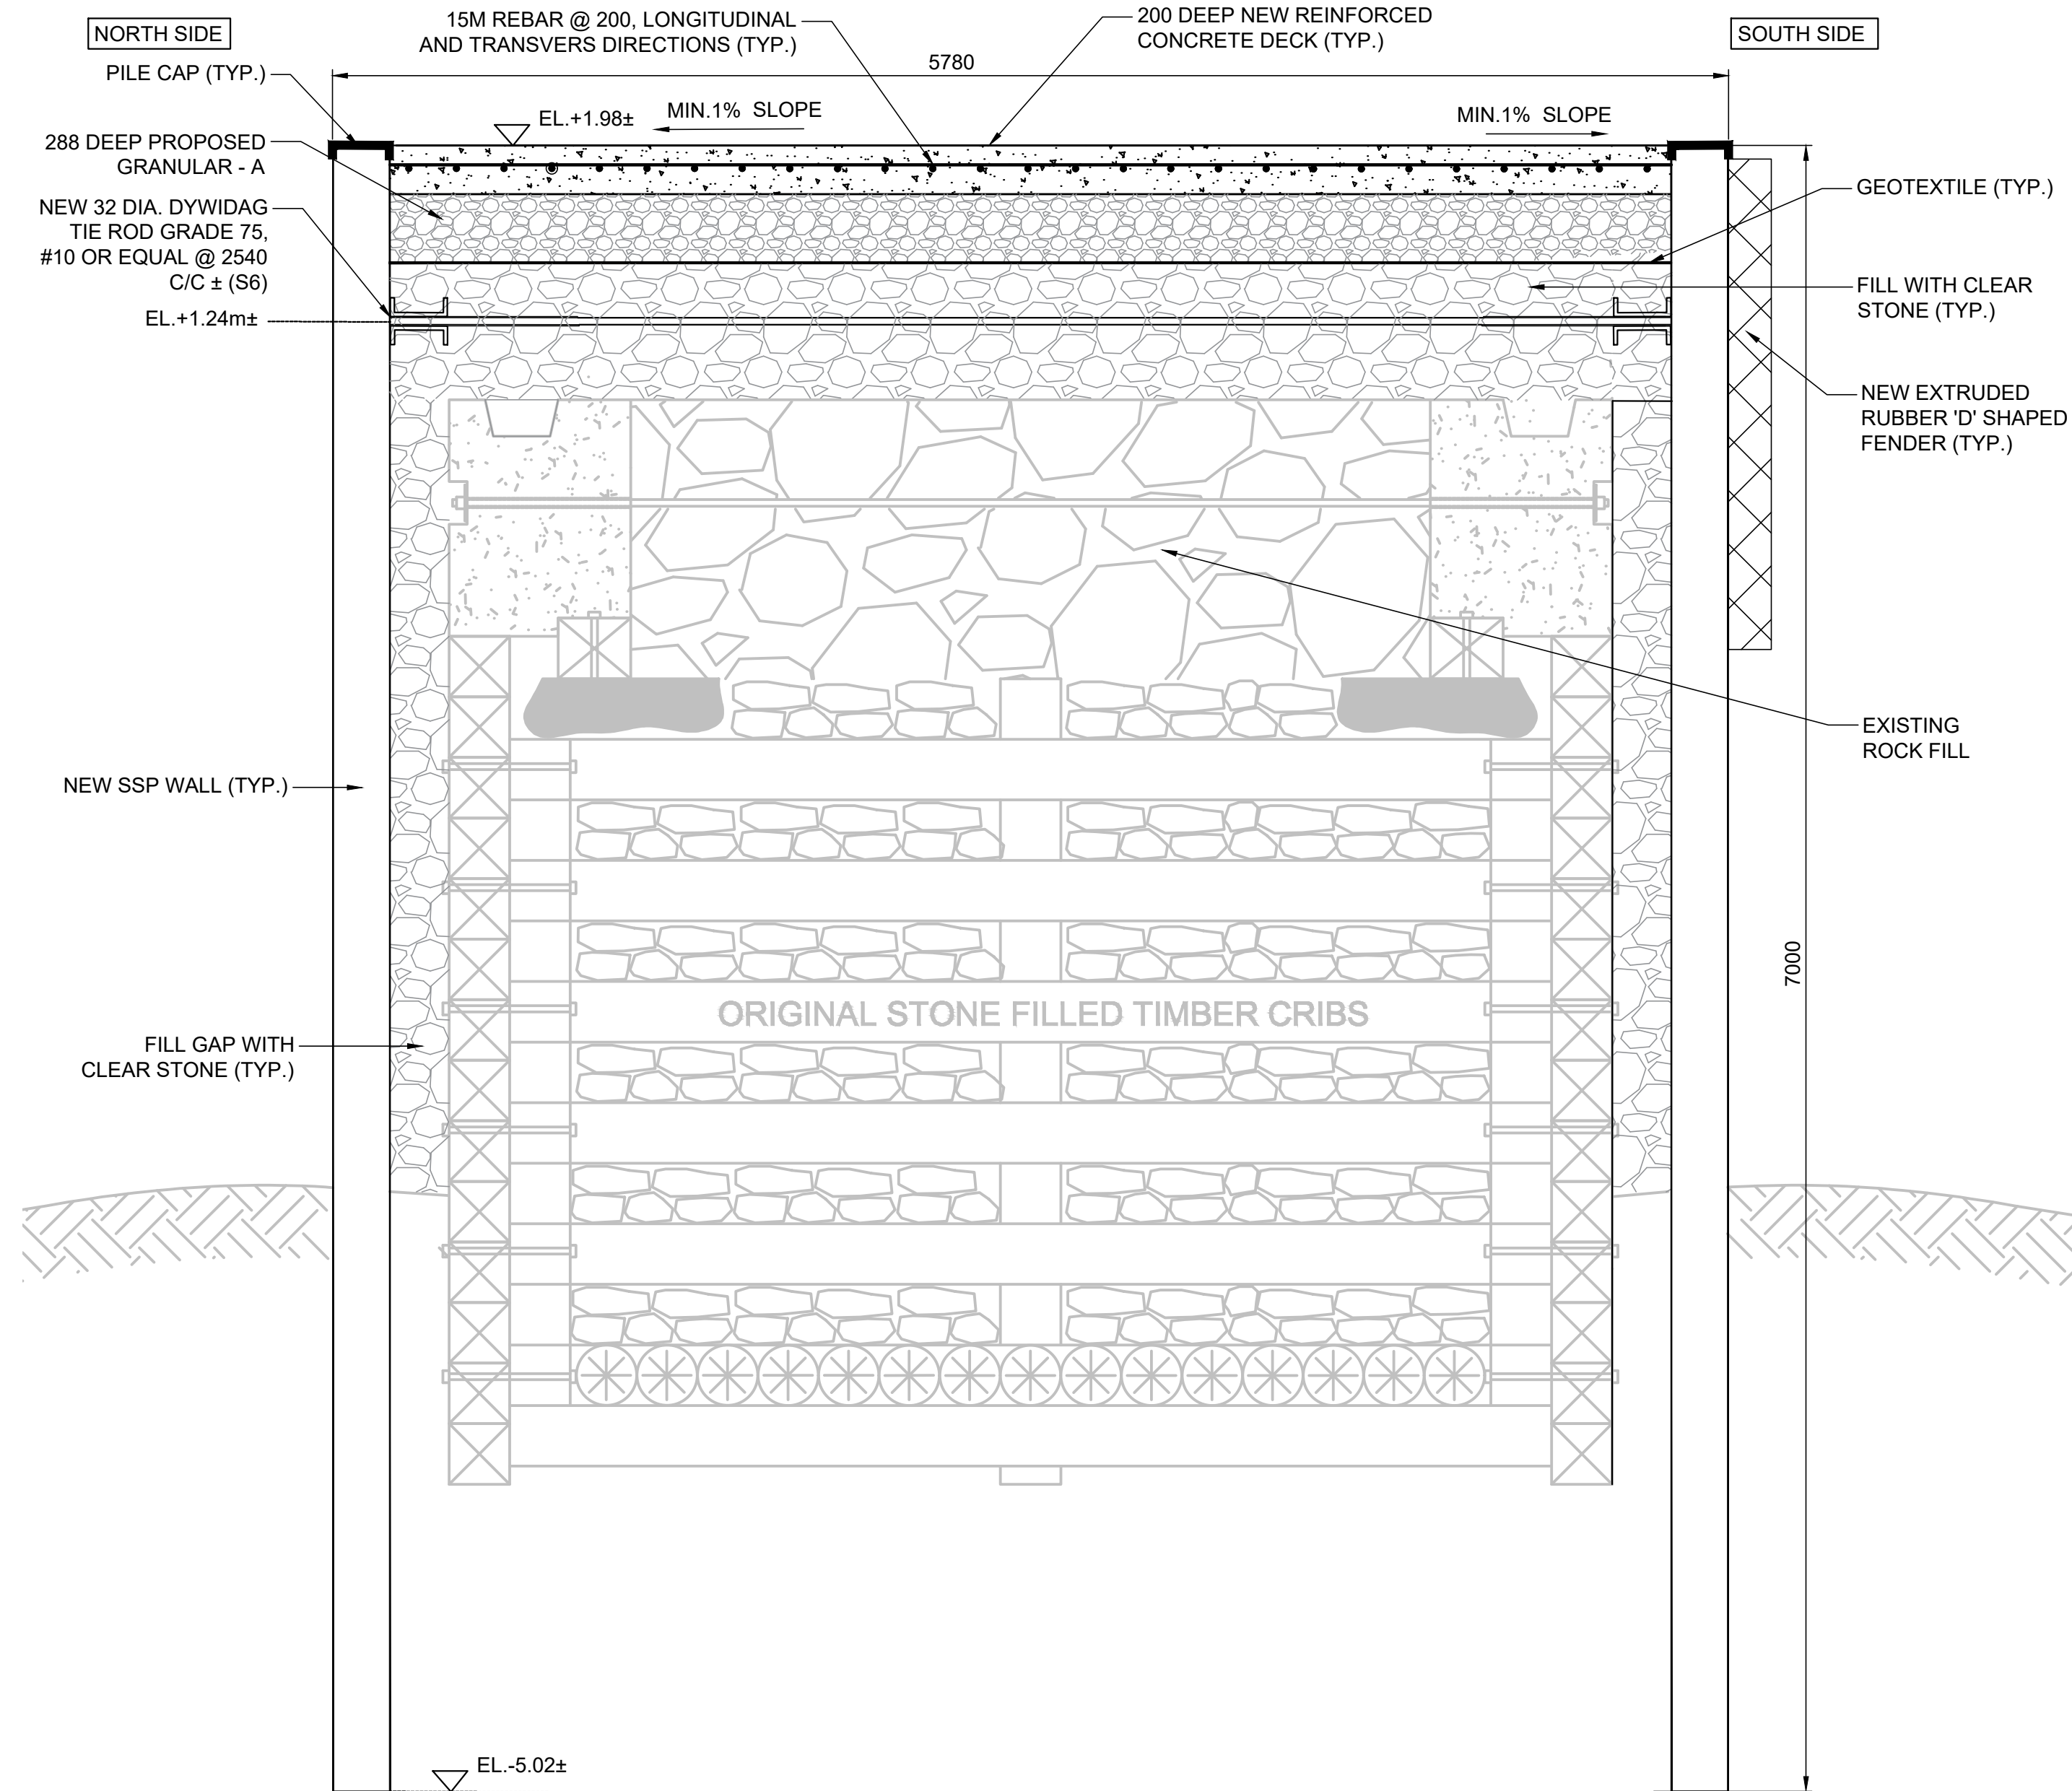 NORTH SIDE
15M REBAR @ 200, LONGITUDINAL
AND TRANSVERS DIRECTIONS (TYP.)
200 DEEP NEW REINFORCED
CONCRETE DECK (TYP.)
SOUTH SIDE
PILE CAP (TYP.)
5780
EL.+1.98±
MIN.1% SLOPE
MIN.1% SLOPE
288 DEEP PROPOSED
GRANULAR - A
NEW 32 DIA. DYWIDAG
TIE ROD GRADE 75,
#10 OR EQUAL @ 2540
C/C ± (S6)
EL.+1.24m±
GEOTEXTILE (TYP.)
FILL WITH CLEAR
STONE (TYP.)
NEW EXTRUDED
RUBBER 'D' SHAPED
FENDER (TYP.)
EXISTING
ROCK FILL
NEW SSP WALL (TYP.)
7000
ORIGINAL STONE FILLED TIMBER CRIBS
FILL GAP WITH
CLEAR STONE (TYP.)
EL.-5.02±